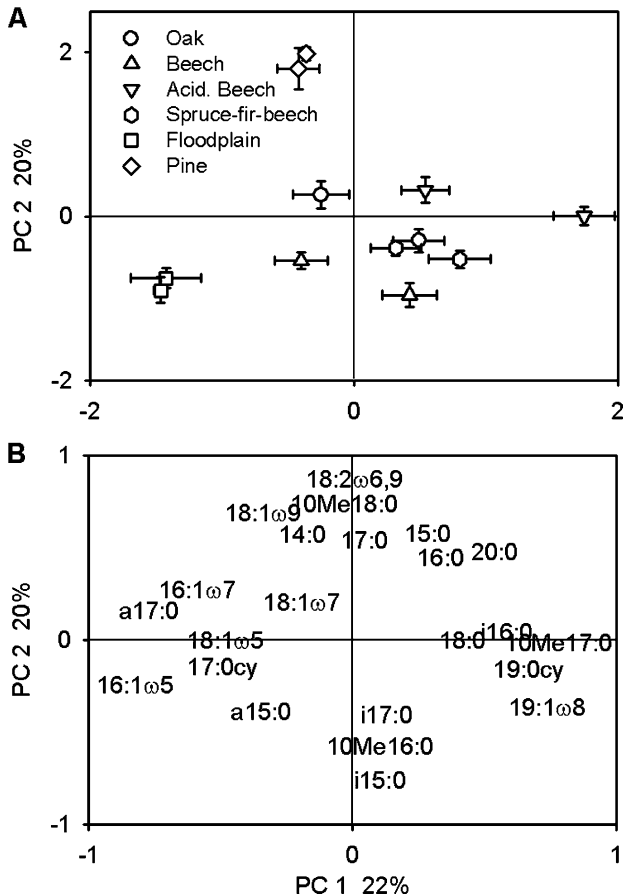 A
Oak
Beech
Acid. Beech
Spruce-fir-beech
Floodplain
Pine
2
0
-2
PC 2 20%
-2 0 2
B
1
0
-1
PC 2 20%
18:2ω6,9
10Me18:0
18:1ω9
14:0 17:0 15:0
16:0 20:0
16:1ω7
18:1ω7
a17:0
i16:0
18:1ω5 18:0 10Me17:0
17:0cy 19:0cy
16:1ω5
19:1ω8
a15:0 i17:0
10Me16:0
i15:0
-1 0 1
PC 1 22%